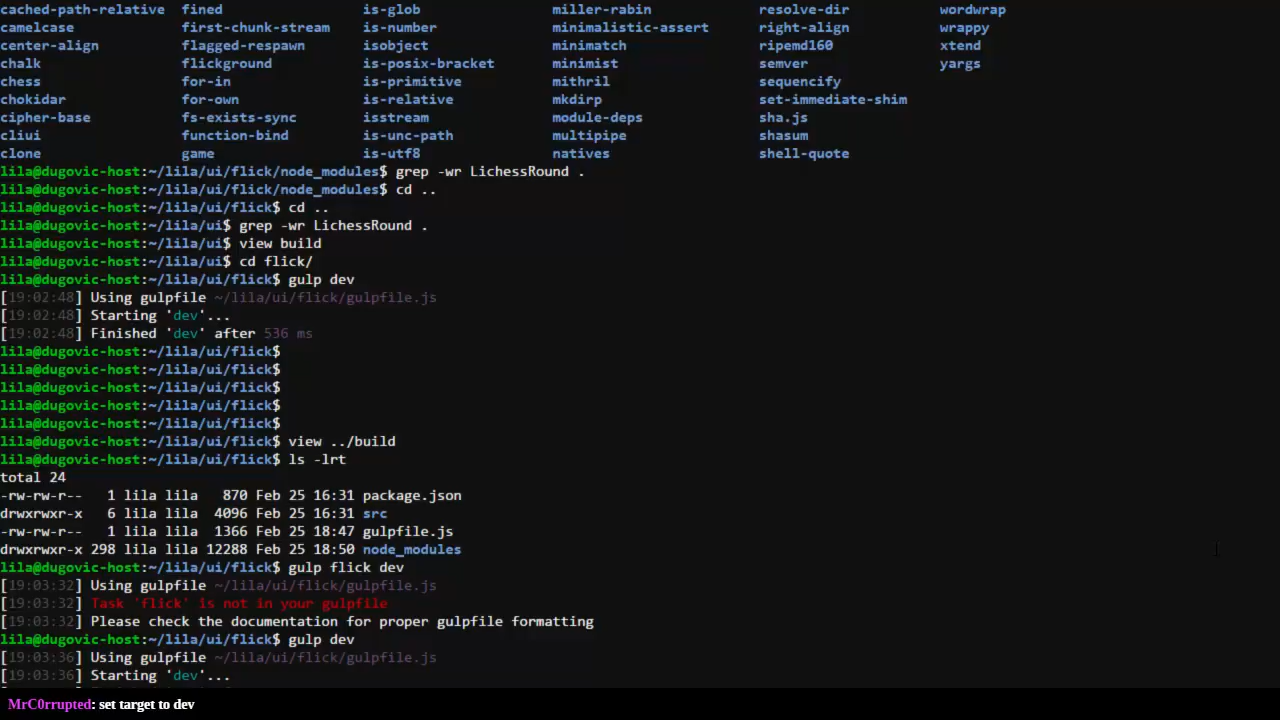 cached-path-relative fined is-glob miller-rabin resolve-dir wordwrap
camelcase first-chunk-stream is-number minimalistic-assert right-align wrappy
center-align flagged-respawn isobject minimatch ripemd160 xtend
chalk flickground is-posix-bracket minimist semver yargs
chess for-in is-primitive mithril sequencify
chokidar for-own is-relative mkdirp set-immediate-shim
cipher-base fs-exists-sync isstream module-deps sha.js
cliui function-bind is-unc-path multipipe shasum
clone game is-utf8 natives shell-quote
lila@dugovic-host:~/lila/ui/flick/node_modules$ grep -wr LichessRound .
lila@dugovic-host:~/lila/ui/flick/node_modules$ cd ..
lila@dugovic-host:~/lila/ui/flick$ cd ..
lila@dugovic-host:~/lila/ui$ grep -wr LichessRound .
lila@dugovic-host:~/lila/ui$ view build
lila@dugovic-host:~/lila/ui$ cd flick/
lila@dugovic-host:~/lila/ui/flick$ gulp dev
[19:02:48] Using gulpfile ~/lila/ui/flick/gulpfile.js
[19:02:48] Starting 'dev'...
[19:02:48] Finished 'dev' after 536 ms
lila@dugovic-host:~/lila/ui/flick$
lila@dugovic-host:~/lila/ui/flick$
lila@dugovic-host:~/lila/ui/flick$
lila@dugovic-host:~/lila/ui/flick$
lila@dugovic-host:~/lila/ui/flick$
lila@dugovic-host:~/lila/ui/flick$ view ../build
lila@dugovic-host:~/lila/ui/flick$ ls -lrt
total 24
-rw-rw-r-- 1 lila lila 870 Feb 25 16:31 package.json
drwxrwxr-x 6 lila lila 4096 Feb 25 16:31 src
-rw-rw-r-- 1 lila lila 1366 Feb 25 18:47 gulpfile.js
drwxrwxr-x 298 lila lila 12288 Feb 25 18:50 node_modules
lila@dugovic-host:~/lila/ui/flick$ gulp flick dev
[19:03:32] Using gulpfile ~/lila/ui/flick/gulpfile.js
[19:03:32] Task 'flick' is not in your gulpfile
[19:03:32] Please check the documentation for proper gulpfile formatting
lila@dugovic-host:~/lila/ui/flick$ gulp dev
[19:03:36] Using gulpfile ~/lila/ui/flick/gulpfile.js
[19:03:36] Starting 'dev'...
MrC0rrupted: set target to dev